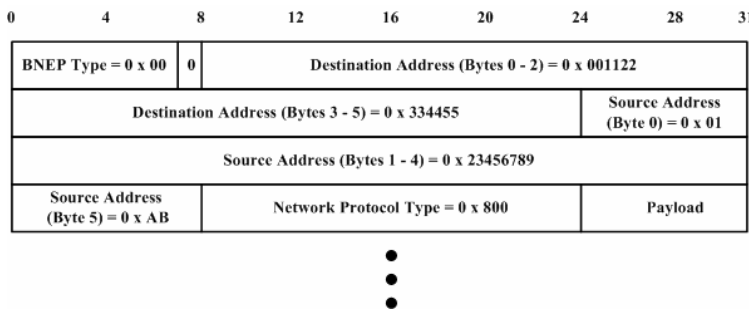 0 4 8 12 16 20 24 28 31
BNEP Type = 0 x 00 0 Destination Address (Bytes 0 - 2) = 0 x 001122
Destination Address (Bytes 3 - 5) = 0 x 334455
Source Address
(Byte 0) = 0 x 01
Source Address (Bytes 1 - 4) = 0 x 23456789
Source Address
(Byte 5) = 0 x AB
Network Protocol Type = 0 x 800
Payload